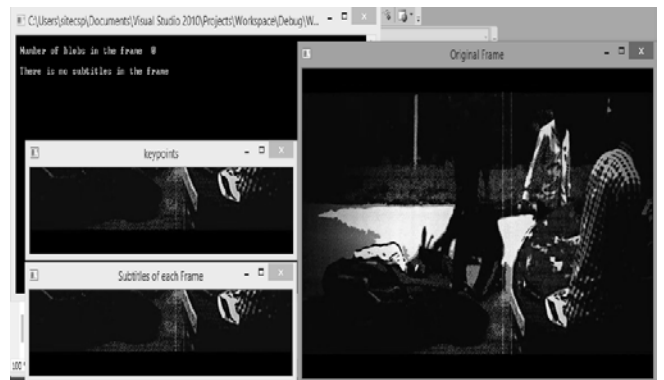 C:\Users\sitecsp\Documents\Visual Studio 2010\Projects\Workspace\Debug\W...
Number of blobs in the frame 0
There is no subtitles in the frame
Original Frame
keypoints
Subtitles of each Frame
100 %